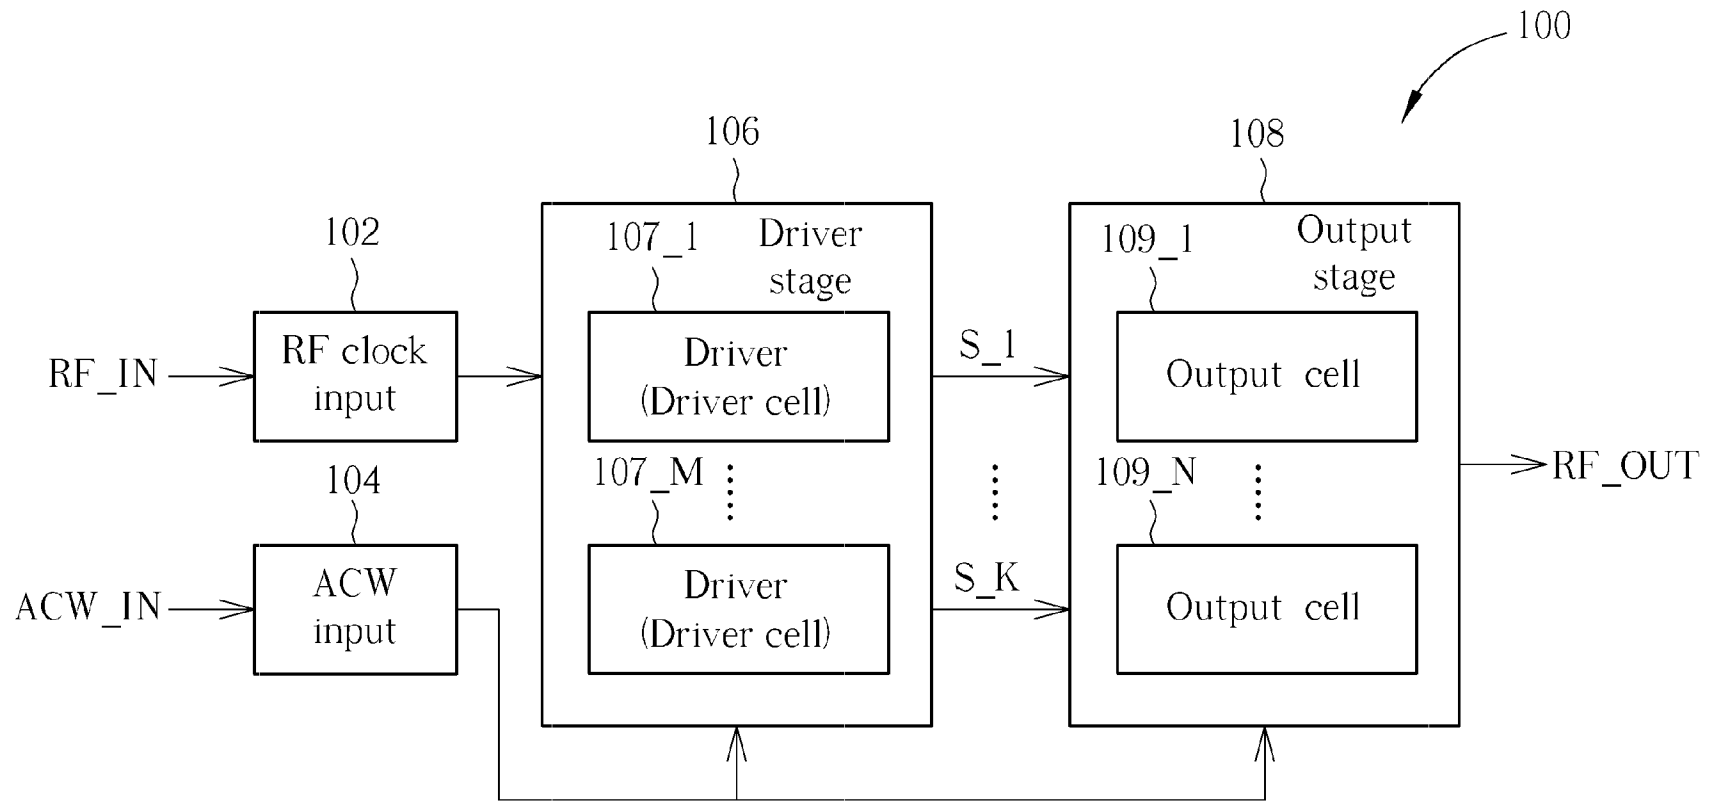 100
106
108
102
107_1
Driver
stage
109_1
Output
stage
RF_IN
RF clock
input
Driver
(Driver cell)
S_1
Output cell
104
107_M
109_N
RF_OUT
ACW_IN
ACW
input
Driver
(Driver cell)
S_K
Output cell